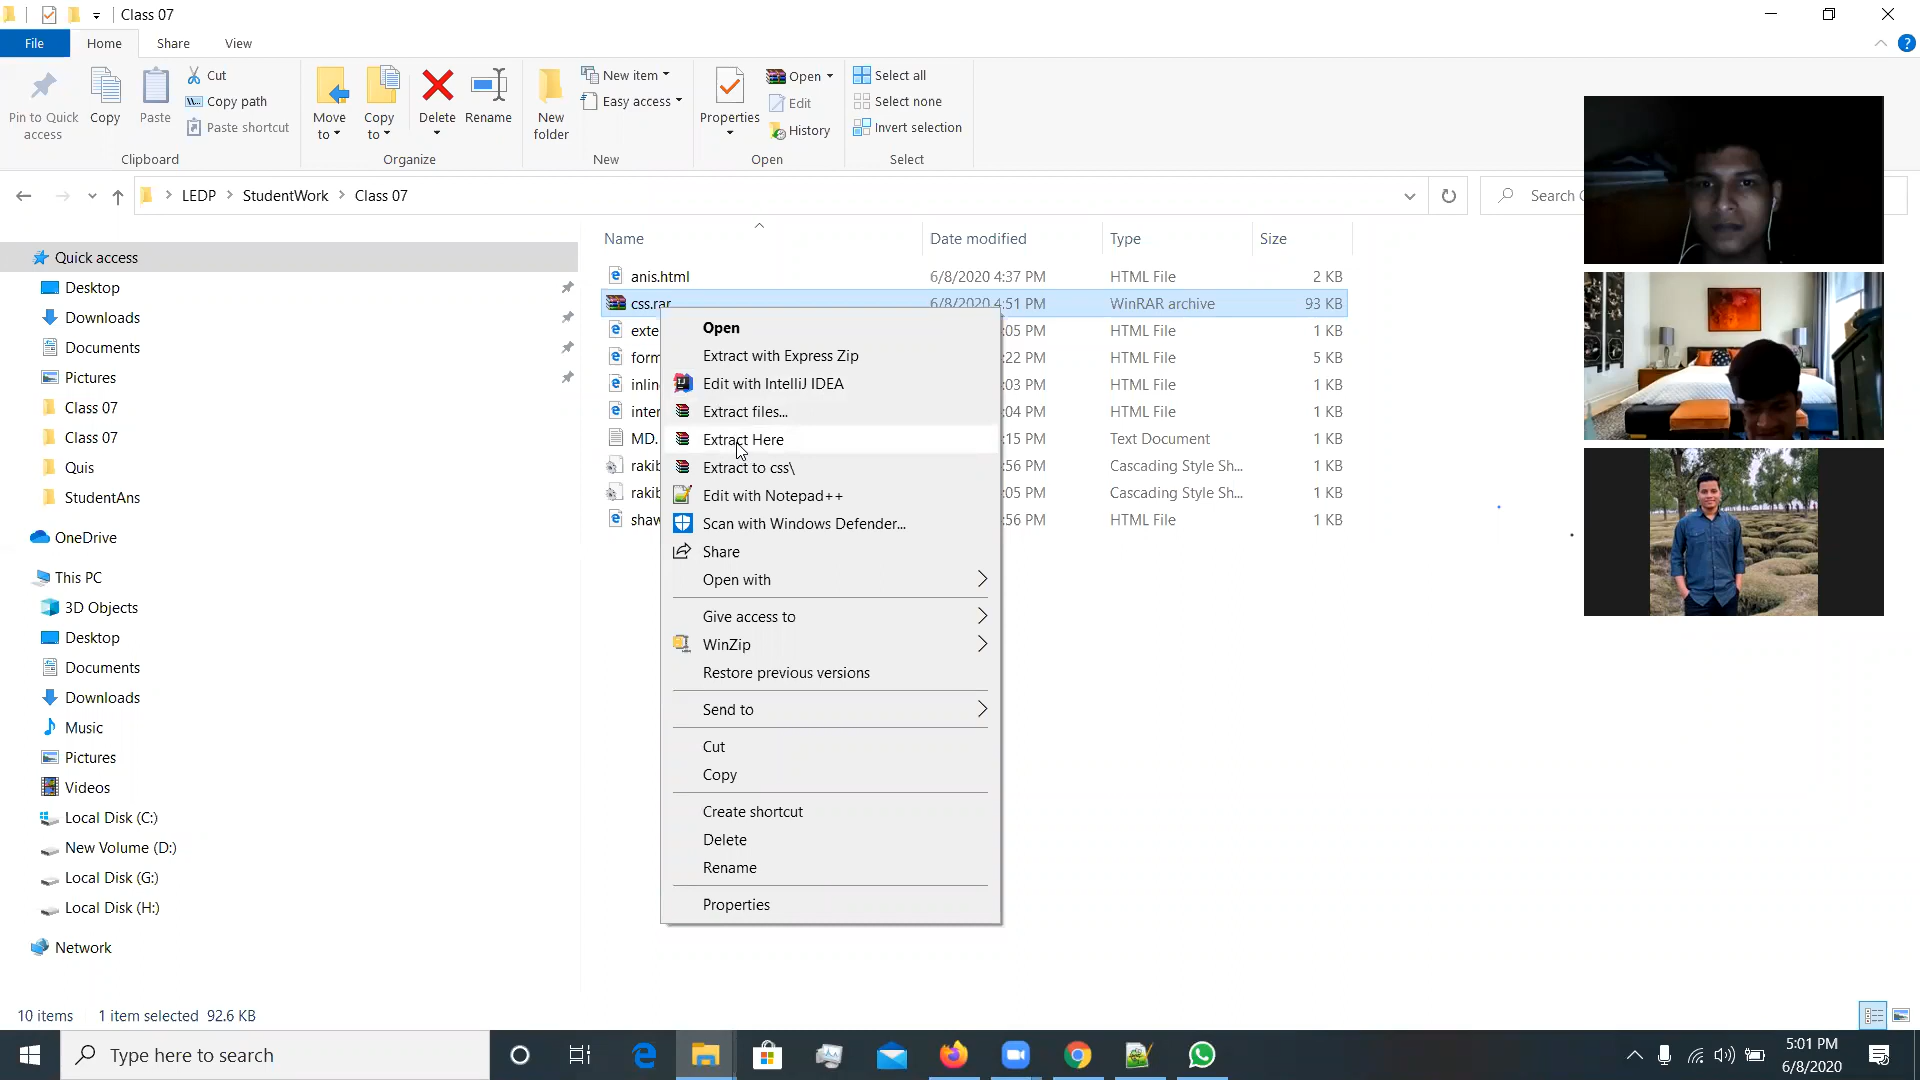 Class 07
File
Home
Share
View
Pin to Quick access
Copy
Paste
Cut
Copy path
Paste shortcut
Clipboard
Move to
Copy to
Delete
Rename
Organize
New folder
New item
Easy access
New
Properties
Open
Edit
History
Open
Select all
Select none
Invert selection
Select
LEDP
StudentWork
Class 07
Search
Name
Date modified
Type
Size
anis.html 6/8/2020 4:37 PM HTML File 2 KB
css.rar 6/8/2020 4:51 PM WinRAR archive 93 KB
exte :05 PM HTML File 1 KB
form :22 PM HTML File 5 KB
inlin :03 PM HTML File 1 KB
inter :04 PM HTML File 1 KB
MD. :15 PM Text Document 1 KB
rakib :56 PM Cascading Style Sh... 1 KB
rakib :05 PM Cascading Style Sh... 1 KB
shaw :56 PM HTML File 1 KB
Quick access
Desktop
Downloads
Documents
Pictures
Class 07
Class 07
Quis
StudentAns
OneDrive
This PC
3D Objects
Desktop
Documents
Downloads
Music
Pictures
Videos
Local Disk (C:)
New Volume (D:)
Local Disk (G:)
Local Disk (H:)
Network
Open
Extract with Express Zip
Edit with IntelliJ IDEA
Extract files...
Extract Here
Extract to css\
Edit with Notepad++
Scan with Windows Defender...
Share
Open with
Give access to
WinZip
Restore previous versions
Send to
Cut
Copy
Create shortcut
Delete
Rename
Properties
10 items 1 item selected 92.6 KB
Type here to search
5:01 PM
6/8/2020